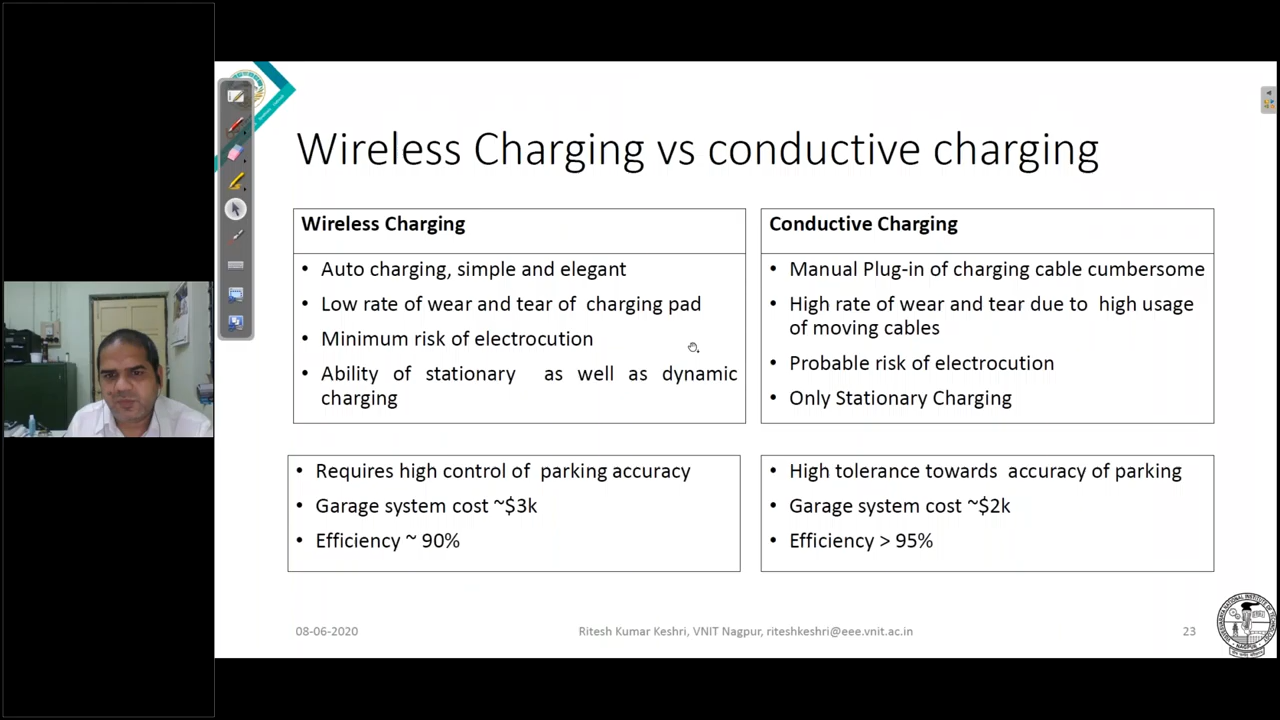 Wireless Charging vs conductive charging
Wireless Charging
• Auto charging, simple and elegant
• Low rate of wear and tear of charging pad
• Minimum risk of electrocution
• Ability of stationary as well as dynamic
charging
Conductive Charging
• Manual Plug-in of charging cable cumbersome
• High rate of wear and tear due to high usage
of moving cables
• Probable risk of electrocution
• Only Stationary Charging
• Requires high control of parking accuracy
• Garage system cost ~$3k
• Efficiency ~ 90%
• High tolerance towards accuracy of parking
• Garage system cost ~$2k
• Efficiency > 95%
08-06-2020
Ritesh Kumar Keshri, VNIT Nagpur, riteshkeshri@eee.vnit.ac.in
23